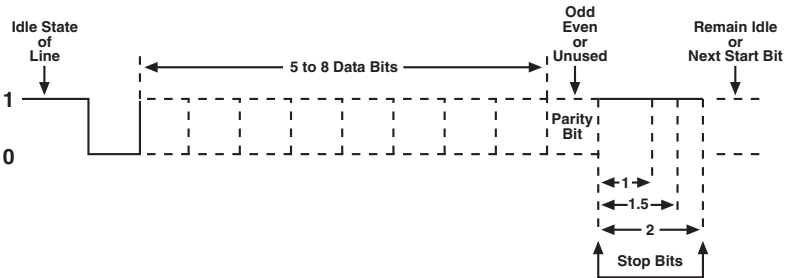 Idle State
of
Line
5 to 8 Data Bits
Odd
Even
or
Unused
Remain Idle
or
Next Start Bit
1
0
Parity
Bit
1
1.5
2
Stop Bits